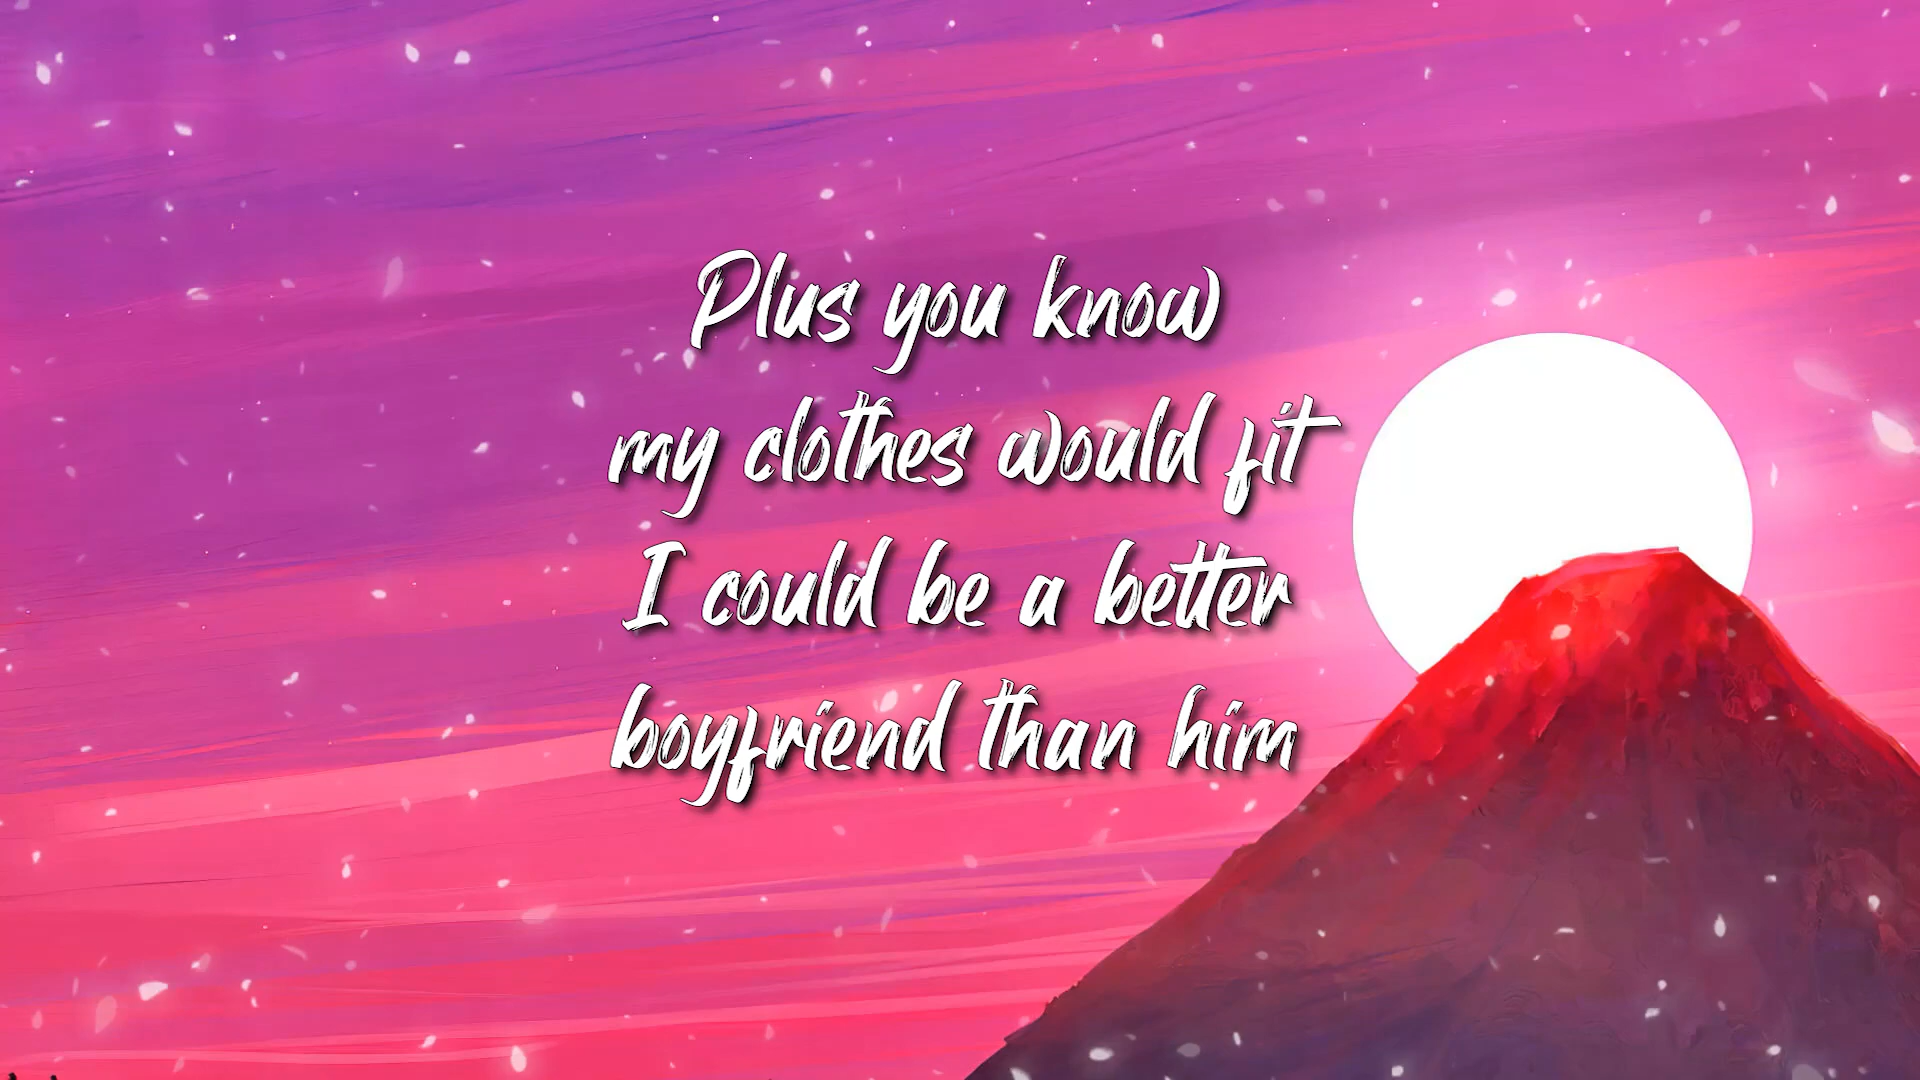 Plus you know
my clothes would fit
I could be a better
boyfriend than him